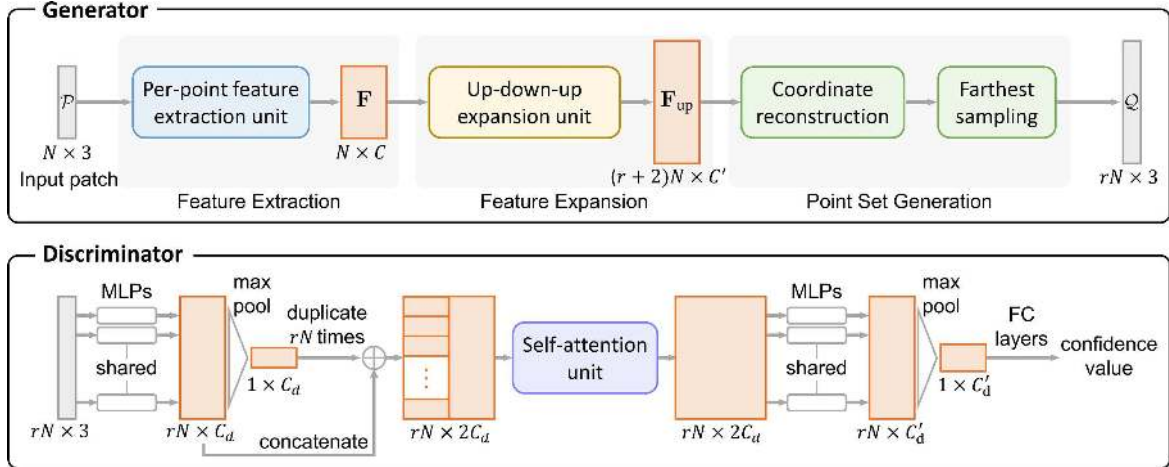 Generator
P
N × 3
Input patch
Per-point feature
extraction unit
F
N × C
Feature Extraction
Up-down-up
expansion unit
F_up
(r + 2)N × C′
Feature Expansion
Coordinate
reconstruction
Farthest
sampling
Point Set Generation
Q
rN × 3
Discriminator
rN × 3
MLPs
shared
rN × C_d
max
pool
1 × C_d
duplicate
rN times
concatenate
rN × 2C_d
Self-attention
unit
rN × 2C_d
MLPs
shared
rN × C′_d
max
pool
1 × C′_d
FC
layers
confidence
value